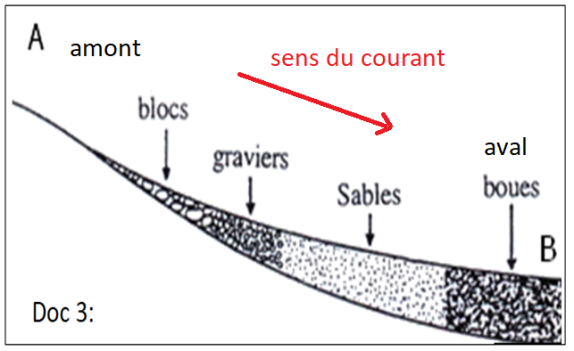 A
amont
sens du courant
blocs
graviers
Sables
aval
boues
B
Doc 3: